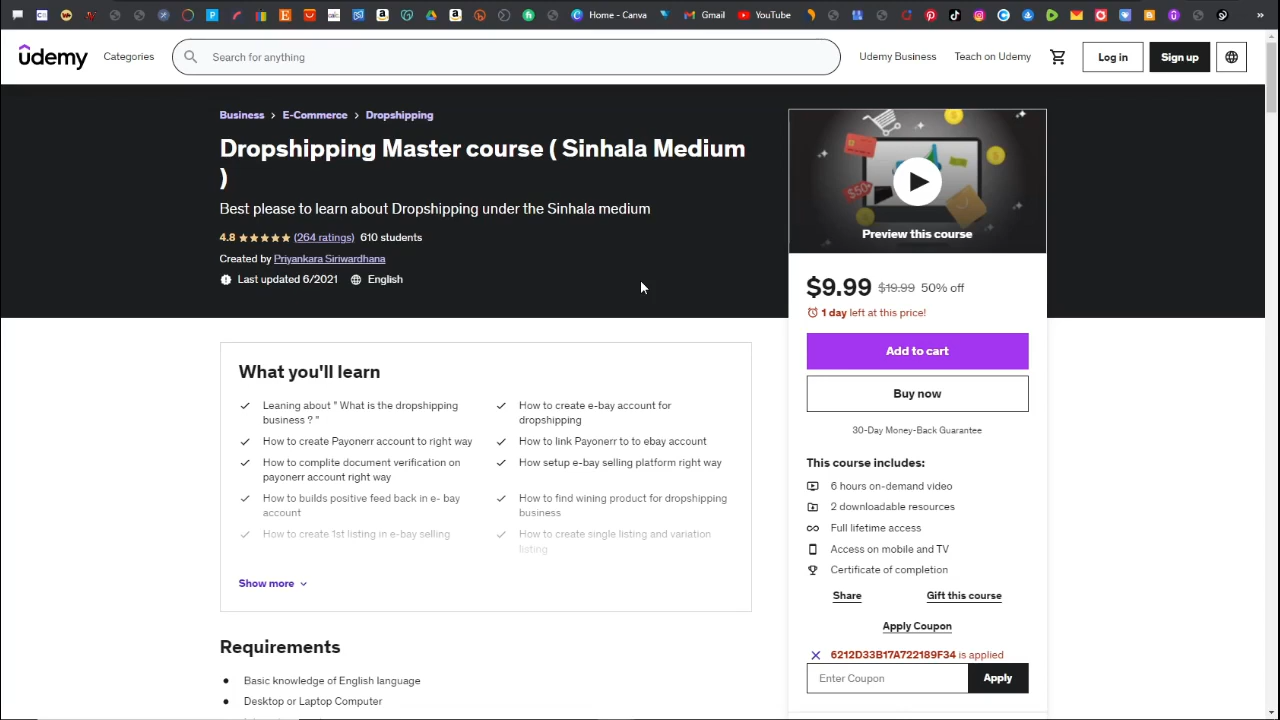 Home - Canva
Gmail
YouTube
»
ûdemy
Categories
Search for anything
Udemy Business
Teach on Udemy
Log in
Sign up
Business > E-Commerce > Dropshipping
Dropshipping Master course ( Sinhala Medium
)
Best please to learn about Dropshipping under the Sinhala medium
4.8 (264 ratings) 610 students
Created by Priyankara Siriwardhana
Last updated 6/2021 English
Preview this course
$9.99 $19.99 50% off
1 day left at this price!
Add to cart
Buy now
30-Day Money-Back Guarantee
This course includes:
6 hours on-demand video
2 downloadable resources
Full lifetime access
Access on mobile and TV
Certificate of completion
Share
Gift this course
Apply Coupon
6212D33B17A722189F34 is applied
Enter Coupon
Apply
What you'll learn
Leaning about " What is the dropshipping
business ? "
How to create Payonerr account to right way
How to complite document verification on
payonerr account right way
How to builds positive feed back in e- bay
account
How to create 1st listing in e-bay selling
How to create e-bay account for
dropshipping
How to link Payonerr to to ebay account
How setup e-bay selling platform right way
How to find wining product for dropshipping
business
How to create single listing and variation
listing
Show more
Requirements
Basic knowledge of English language
Desktop or Laptop Computer